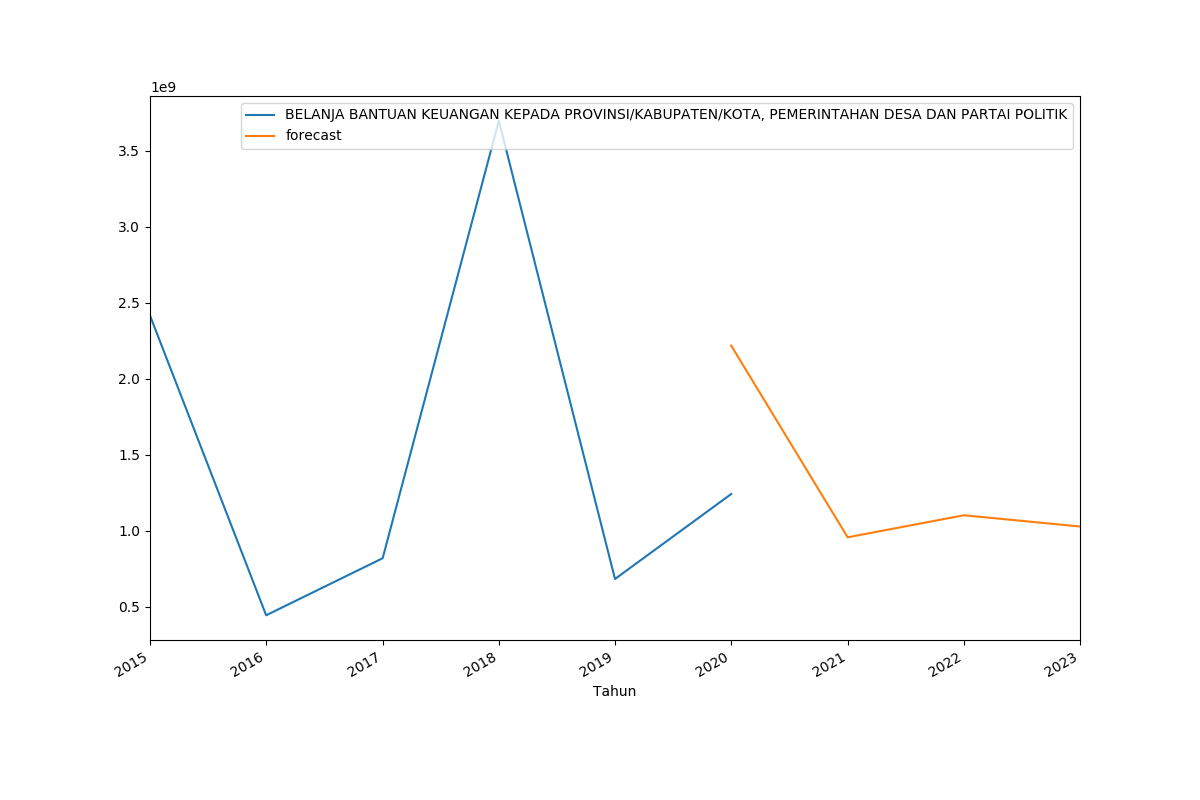 1e9
BELANJA BANTUAN KEUANGAN KEPADA PROVINSI/KABUPATEN/KOTA, PEMERINTAHAN DESA DAN PARTAI POLITIK
forecast
3.5
3.0
2.5
2.0
1.5
1.0
0.5
2015 2016 2017 2018 2019 2020 2021 2022 2023
Tahun